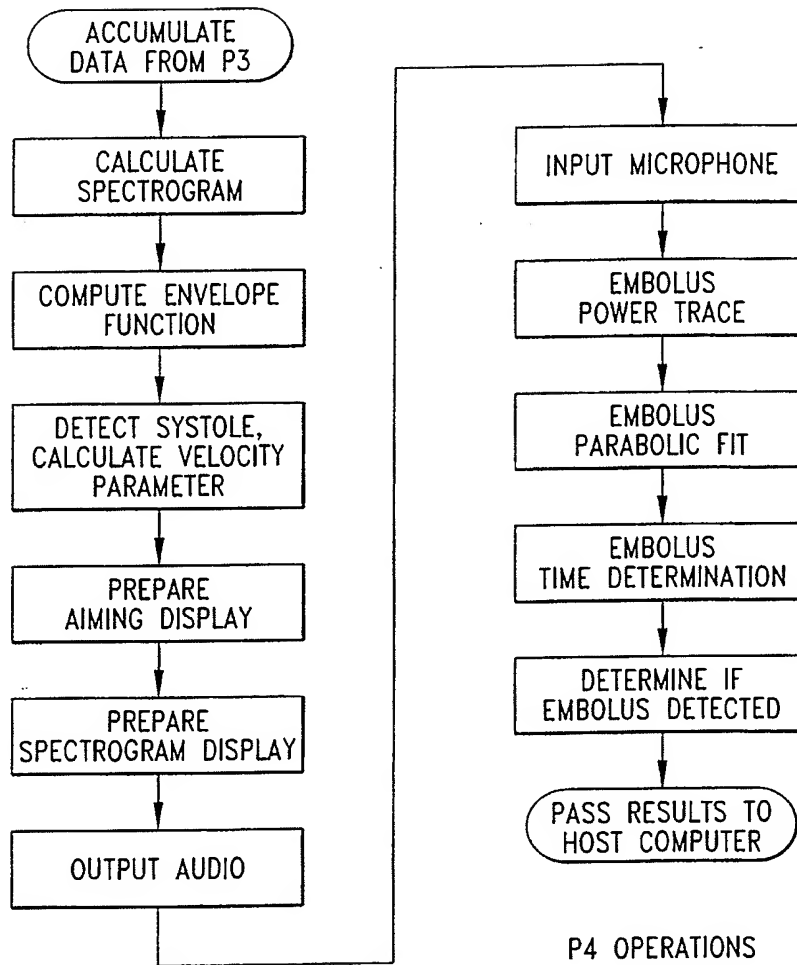 ACCUMULATE
DATA FROM P3
CALCULATE
SPECTROGRAM
COMPUTE ENVELOPE
FUNCTION
DETECT SYSTOLE,
CALCULATE VELOCITY
PARAMETER
PREPARE
AIMING DISPLAY
PREPARE
SPECTROGRAM DISPLAY
OUTPUT AUDIO
INPUT MICROPHONE
EMBOLUS
POWER TRACE
EMBOLUS
PARABOLIC FIT
EMBOLUS
TIME DETERMINATION
DETERMINE IF
EMBOLUS DETECTED
PASS RESULTS TO
HOST COMPUTER
P4 OPERATIONS